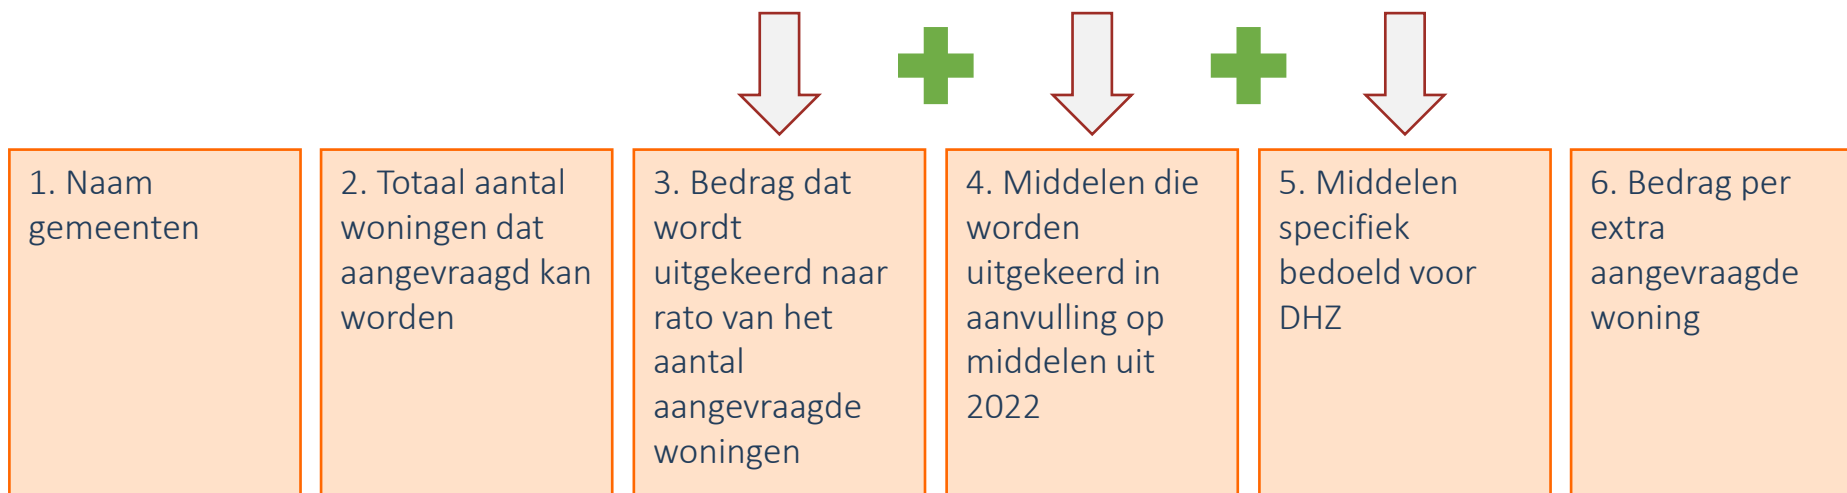 1. Naam
gemeenten
2. Totaal aantal
woningen dat
aangevraagd kan
worden
3. Bedrag dat
wordt
uitgekeerd naar
rato van het
aantal
aangevraagde
woningen
4. Middelen die
worden
uitgekeerd in
aanvulling op
middelen uit
2022
5. Middelen
specifiek
bedoeld voor
DHZ
6. Bedrag per
extra
aangevraagde
woning